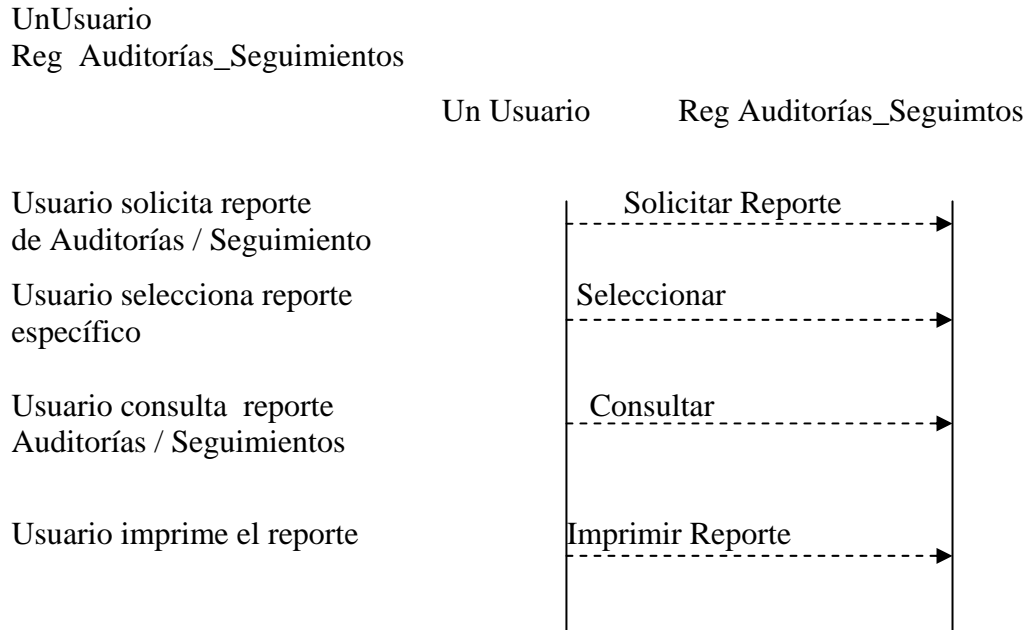 UnUsuario
Reg Auditorías_Seguimientos
Un Usuario Reg Auditorías_Seguimtos
Usuario solicita reporte Solicitar Reporte
de Auditorías / Seguimiento
Usuario selecciona reporte Seleccionar
específico
Usuario consulta reporte Consultar
Auditorías / Seguimientos
Usuario imprime el reporte Imprimir Reporte